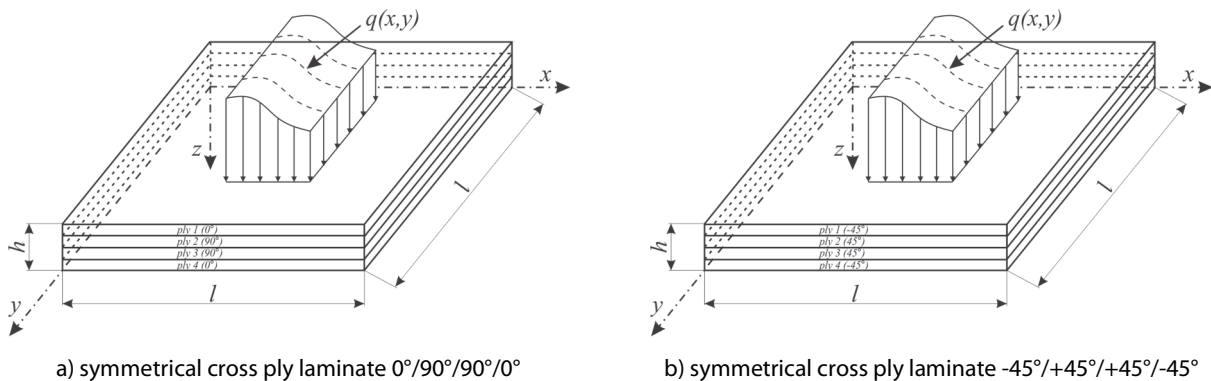 q(x,y)
x
z
l
ply 1 (0°)
ply 2 (90°)
ply 3 (90°)
ply 4 (0°)
h
l
y
a) symmetrical cross ply laminate 0°/90°/90°/0°
q(x,y)
x
z
l
ply 1 (-45°)
ply 2 (45°)
ply 3 (45°)
ply 4 (-45°)
h
l
y
b) symmetrical cross ply laminate -45°/+45°/+45°/-45°